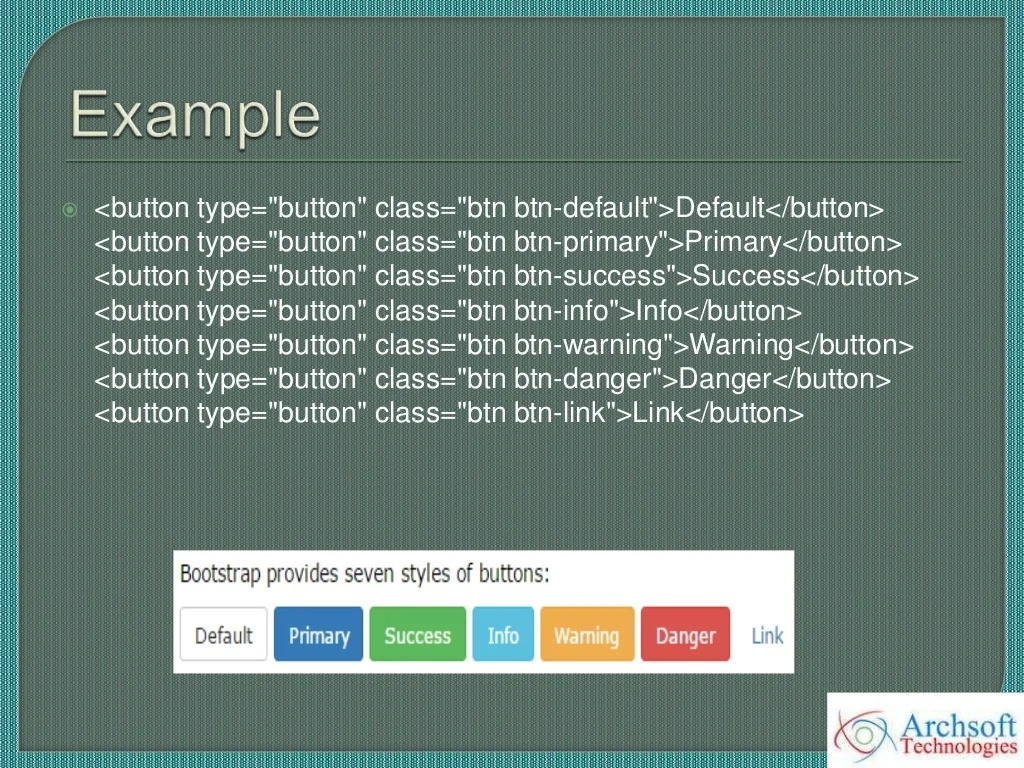 Example
<button type="button" class="btn btn-default">Default</button>
<button type="button" class="btn btn-primary">Primary</button>
<button type="button" class="btn btn-success">Success</button>
<button type="button" class="btn btn-info">Info</button>
<button type="button" class="btn btn-warning">Warning</button>
<button type="button" class="btn btn-danger">Danger</button>
<button type="button" class="btn btn-link">Link</button>
Bootstrap provides seven styles of buttons:
Default Primary Success Info Warning Danger Link
Archsoft
Technologies